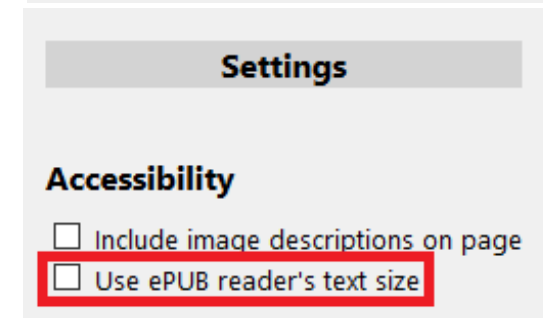 Settings
Accessibility
Include image descriptions on page
Use ePUB reader's text size